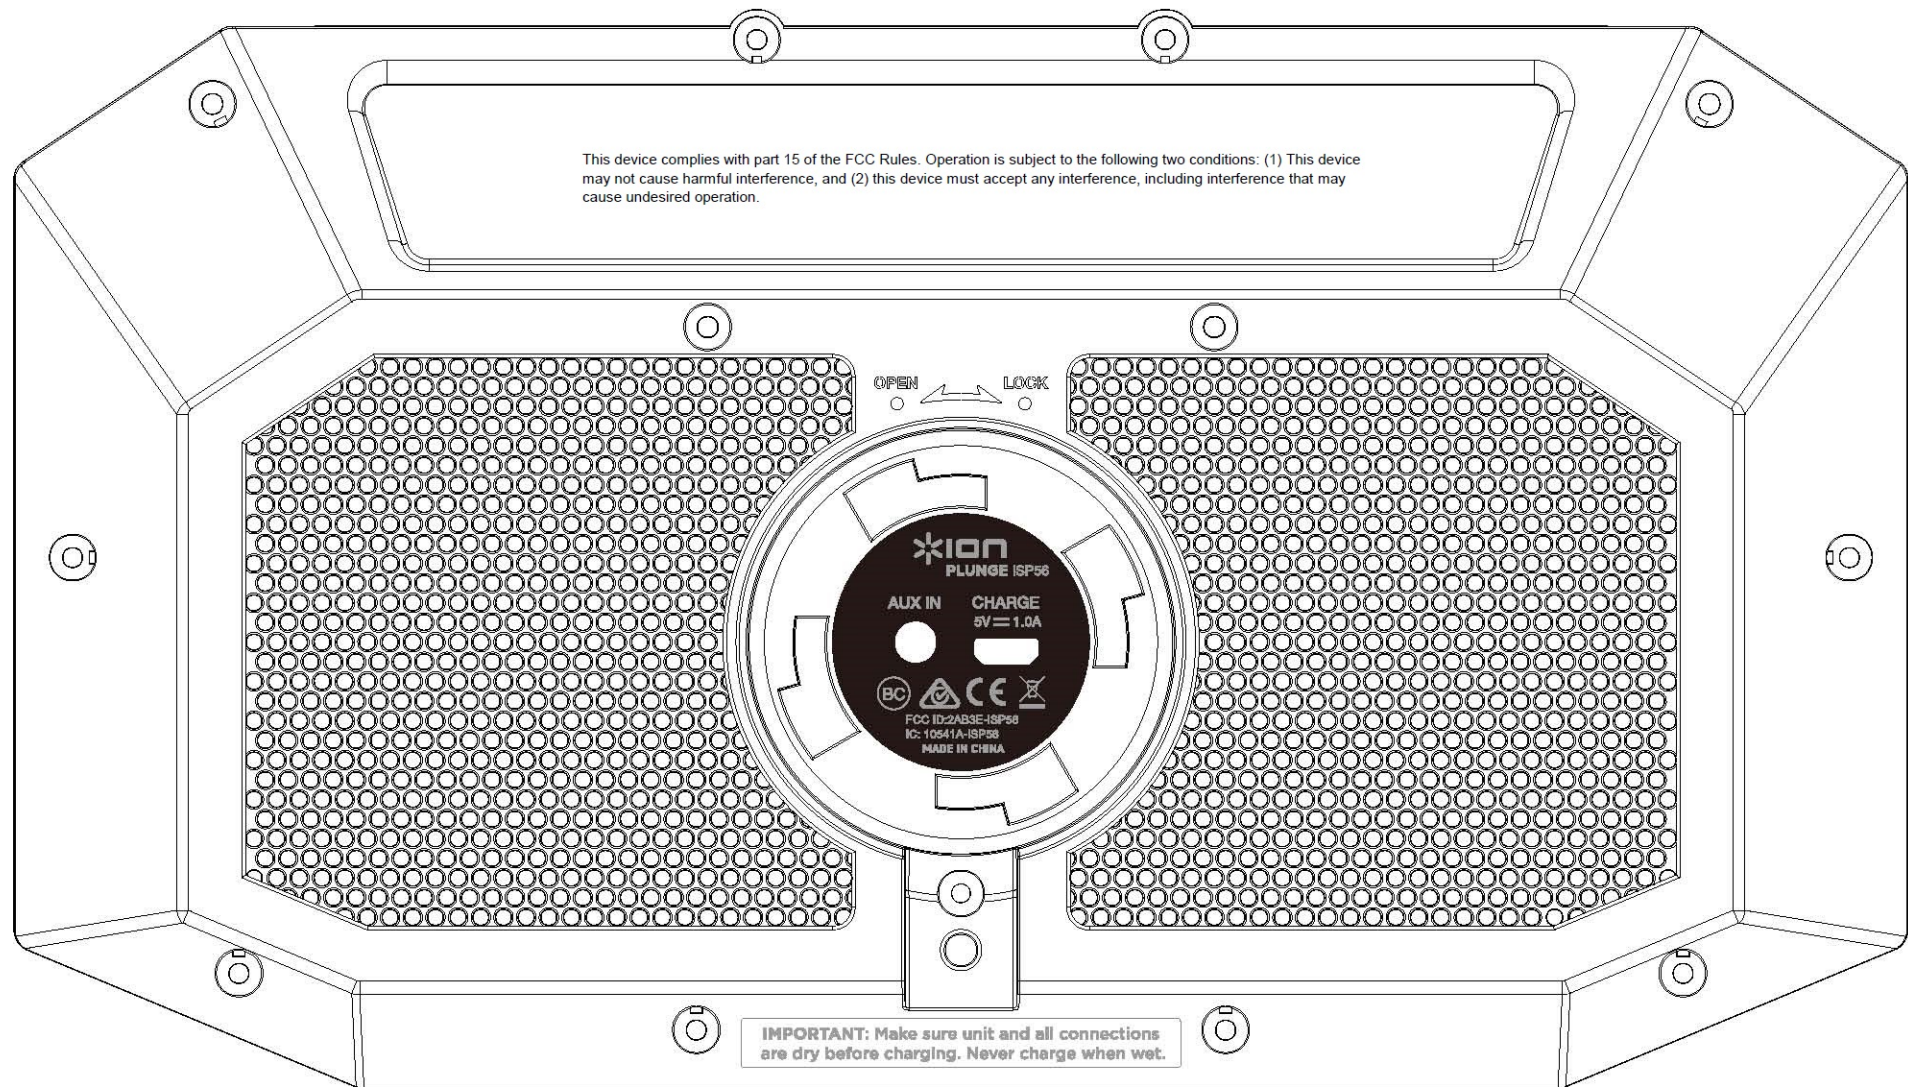 This device complies with part 15 of the FCC Rules. Operation is subject to the following two conditions: (1) This device
may not cause harmful interference, and (2) this device must accept any interference, including interference that may
cause undesired operation.
OPEN LOCK
ION
PLUNGE ISP56
AUX IN CHARGE
5V 1.0A
BC CE
FCC ID:2AB3E-ISP56
IC: 10541A-ISP56
MADE IN CHINA
IMPORTANT: Make sure unit and all connections
are dry before charging. Never charge when wet.